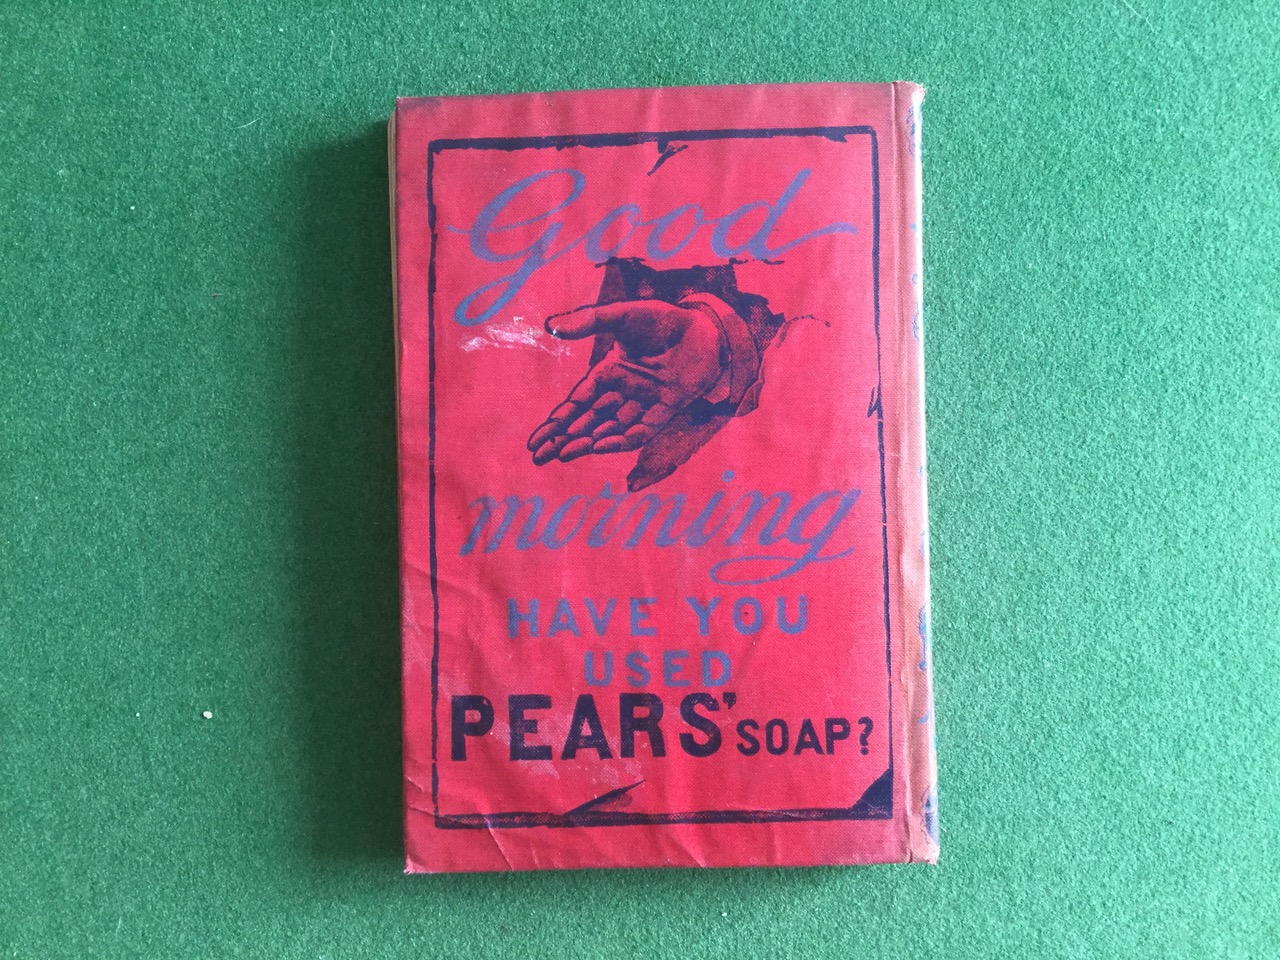 Good
morning
HAVE YOU
USED
PEARS' SOAP?